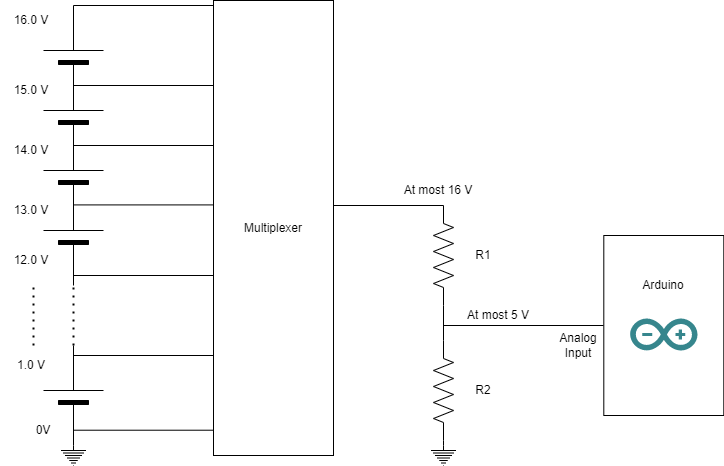 16.0 V
15.0 V
14.0 V
13.0 V
12.0 V
1.0 V
0V
Multiplexer
At most 16 V
R1
At most 5 V
Analog
Input
R2
Arduino